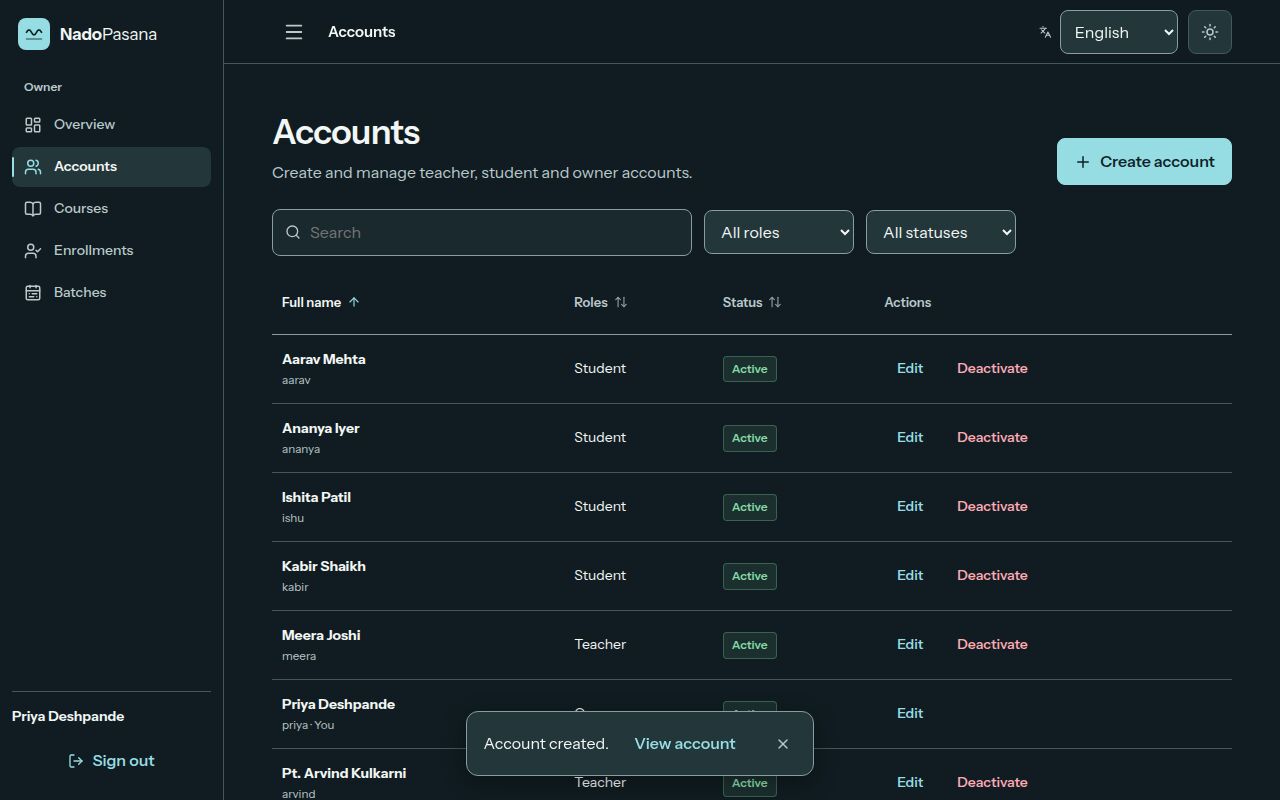 NadoPasana
Accounts
English
Owner
Overview
Accounts
Courses
Enrollments
Batches
Accounts
Create and manage teacher, student and owner accounts.
Create account
Search
All roles
All statuses
Full name
Roles
Status
Actions
Aarav Mehta
aarav
Student
Active
Edit
Deactivate
Ananya Iyer
ananya
Student
Active
Edit
Deactivate
Ishita Patil
ishu
Student
Active
Edit
Deactivate
Kabir Shaikh
kabir
Student
Active
Edit
Deactivate
Meera Joshi
meera
Teacher
Active
Edit
Deactivate
Priya Deshpande
priya · You
Edit
Pt. Arvind Kulkarni
arvind
Teacher
Active
Edit
Deactivate
Account created.
View account
Priya Deshpande
priya · You
Sign out